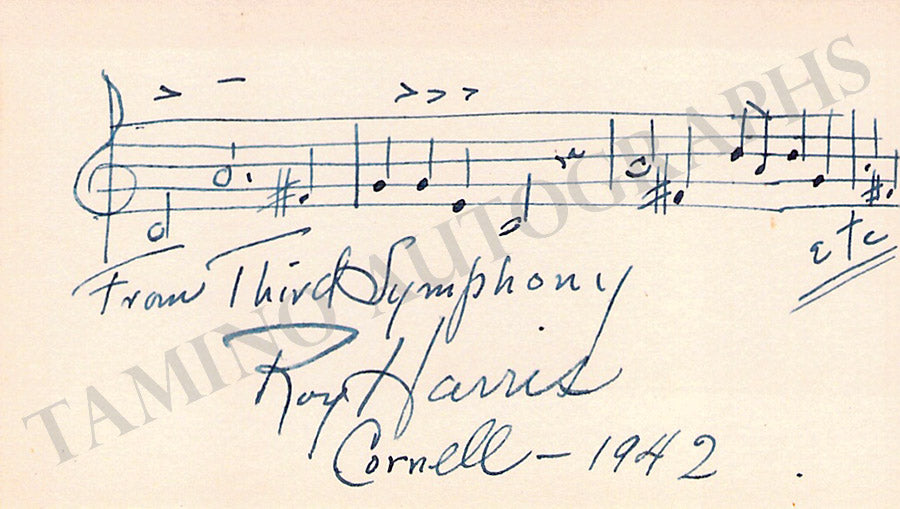 etc
From Third Symphony
Roy Harris
Cornell - 1942
TAMINO AUTOGRAPHS